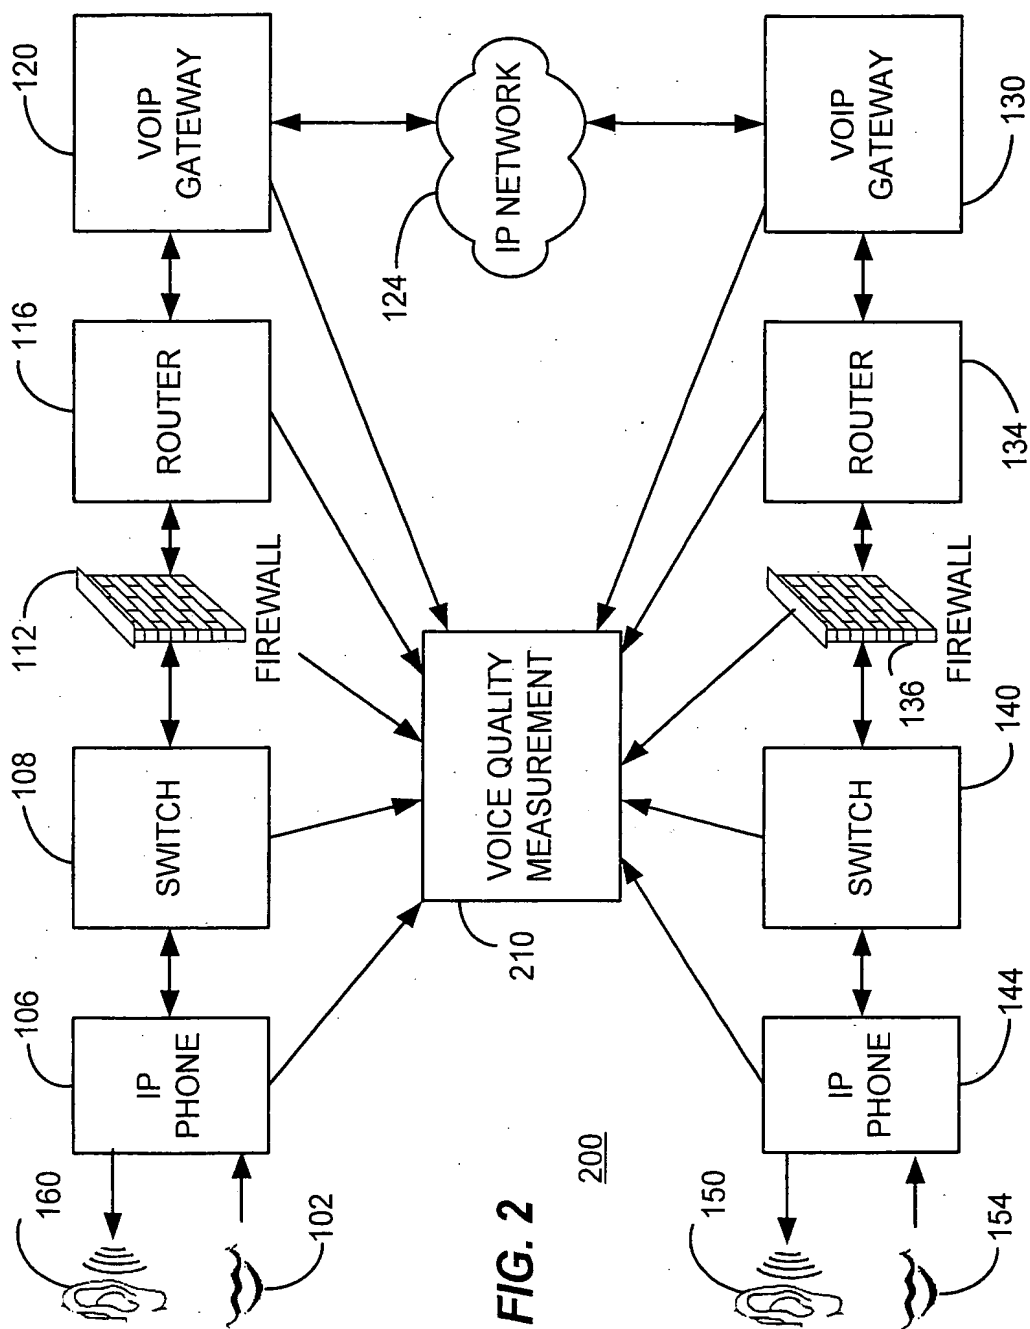 160
102
106
IP
PHONE
108
SWITCH
112
FIREWALL
116
ROUTER
120
VOIP
GATEWAY
124
IP NETWORK
210
VOICE QUALITY
MEASUREMENT
200
FIG. 2
150
154
144
IP
PHONE
140
SWITCH
136
FIREWALL
134
ROUTER
130
VOIP
GATEWAY